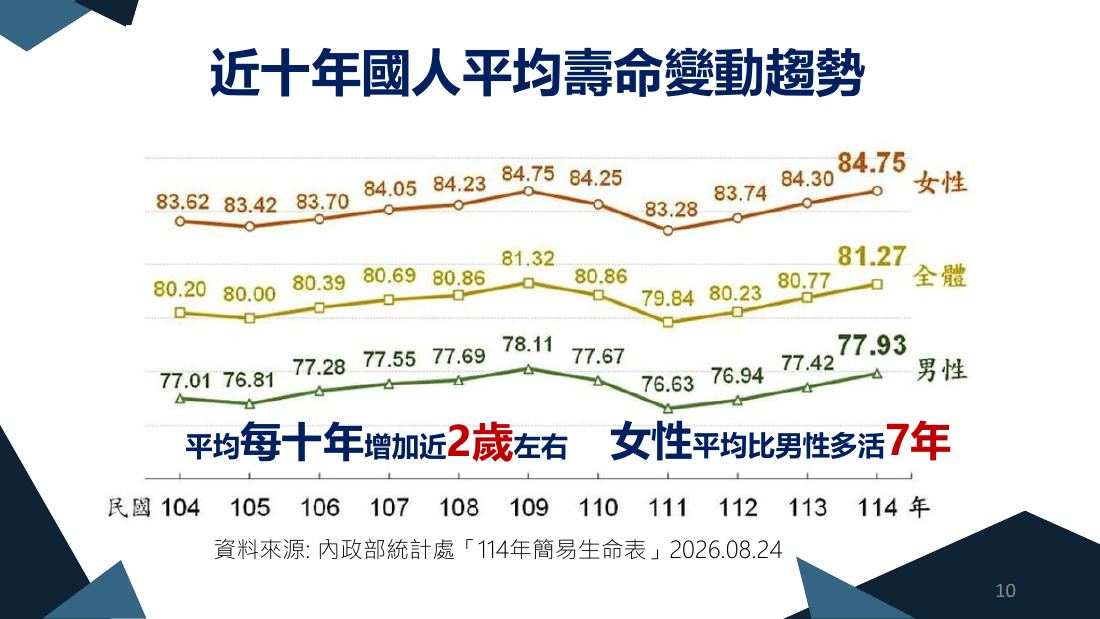 近十年國人平均壽命變動趨勢
83.62 83.42 83.70 84.05 84.23 84.75 84.25 83.28 83.74 84.30 84.75 女性
80.20 80.00 80.39 80.69 80.86 81.32 80.86 79.84 80.23 80.77 81.27 全體
77.01 76.81 77.28 77.55 77.69 78.11 77.67 76.63 76.94 77.42 77.93 男性
平均每十年增加近2歲左右 女性平均比男性多活7年
民國 104 105 106 107 108 109 110 111 112 113 114 年
資料來源: 內政部統計處「114年簡易生命表」2026.08.24
10